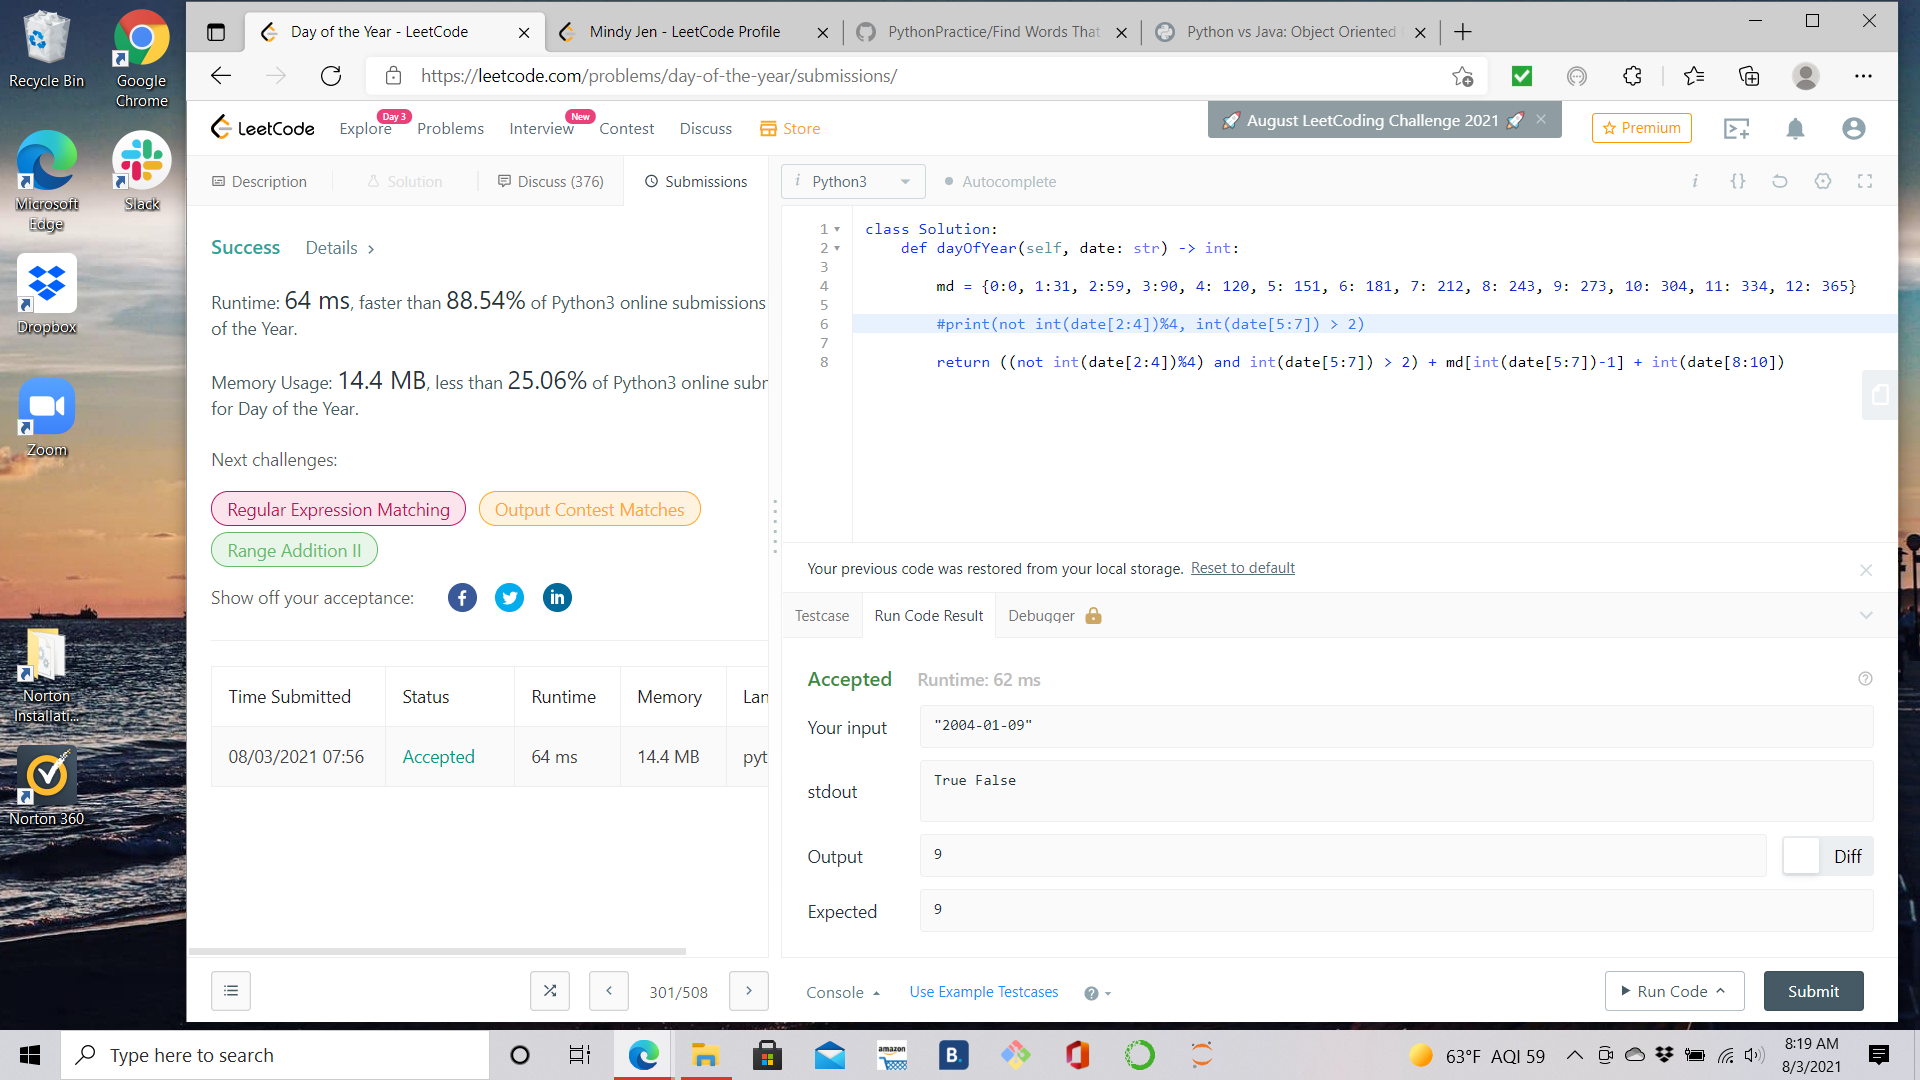 Recycle Bin
Google Chrome
Microsoft Edge
Slack
Dropbox
Zoom
Norton Installati...
Norton 360
Day of the Year - LeetCode
Mindy Jen - LeetCode Profile
PythonPractice/Find Words That
Python vs Java: Object Oriented
https://leetcode.com/problems/day-of-the-year/submissions/
LeetCode
Explore
Day 3
Problems
Interview
New
Contest
Discuss
Store
August LeetCoding Challenge 2021
Premium
Description
Solution
Discuss (376)
Submissions
Success Details >
Runtime: 64 ms, faster than 88.54% of Python3 online submissions
of the Year.
Memory Usage: 14.4 MB, less than 25.06% of Python3 online subr
for Day of the Year.
Next challenges:
Regular Expression Matching
Output Contest Matches
Range Addition II
Show off your acceptance:
Time Submitted Status Runtime Memory Lan
08/03/2021 07:56 Accepted 64 ms 14.4 MB pyt
301/508
i Python3
Autocomplete
i {}
1 class Solution:
2 def dayOfYear(self, date: str) -> int:
3
4 md = {0:0, 1:31, 2:59, 3:90, 4: 120, 5: 151, 6: 181, 7: 212, 8: 243, 9: 273, 10: 304, 11: 334, 12: 365}
5
6 #print(not int(date[2:4])%4, int(date[5:7]) > 2)
7
8 return ((not int(date[2:4])%4) and int(date[5:7]) > 2) + md[int(date[5:7])-1] + int(date[8:10])
Your previous code was restored from your local storage. Reset to default
Testcase Run Code Result Debugger
Accepted Runtime: 62 ms
Your input "2004-01-09"
stdout True False
Output 9 Diff
Expected 9
Console Use Example Testcases
Run Code
Submit
Type here to search
amazon
B.
63°F AQI 59
8:19 AM
8/3/2021